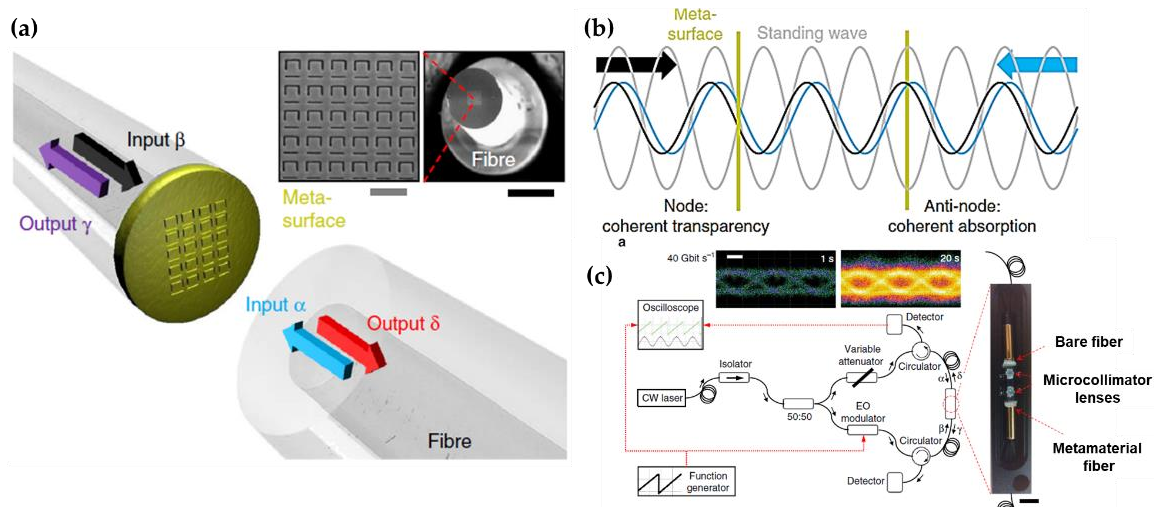 (a)
Input β
Output γ
Meta-
surface
Fibre
Input α
Output δ
Fibre
(b)
Meta-
surface
Standing wave
Node:
coherent transparency
Anti-node:
coherent absorption
a
(c)
40 Gbit s⁻¹
1 s
20 s
Oscilloscope
Detector
Isolator
Variable
attenuator
Circulator
α
δ
CW laser
50:50
EO
modulator
β
γ
Circulator
Function
generator
Detector
Bare fiber
Microcollimator
lenses
Metamaterial
fiber